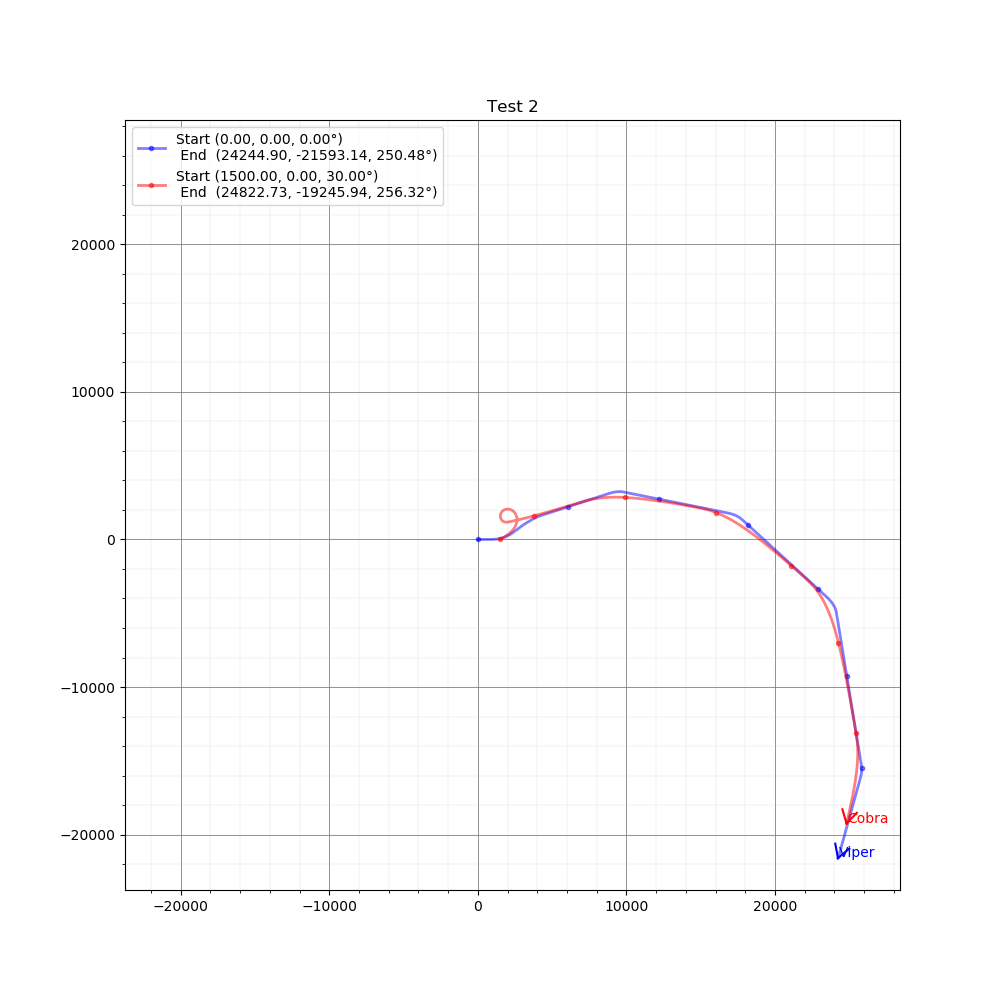 Test 2
Start (0.00, 0.00, 0.00°)
End (24244.90, -21593.14, 250.48°)
Start (1500.00, 0.00, 30.00°)
End (24822.73, -19245.94, 256.32°)
20000
10000
0
−10000
−20000
Cobra
Viper
−20000 −10000 0 10000 20000